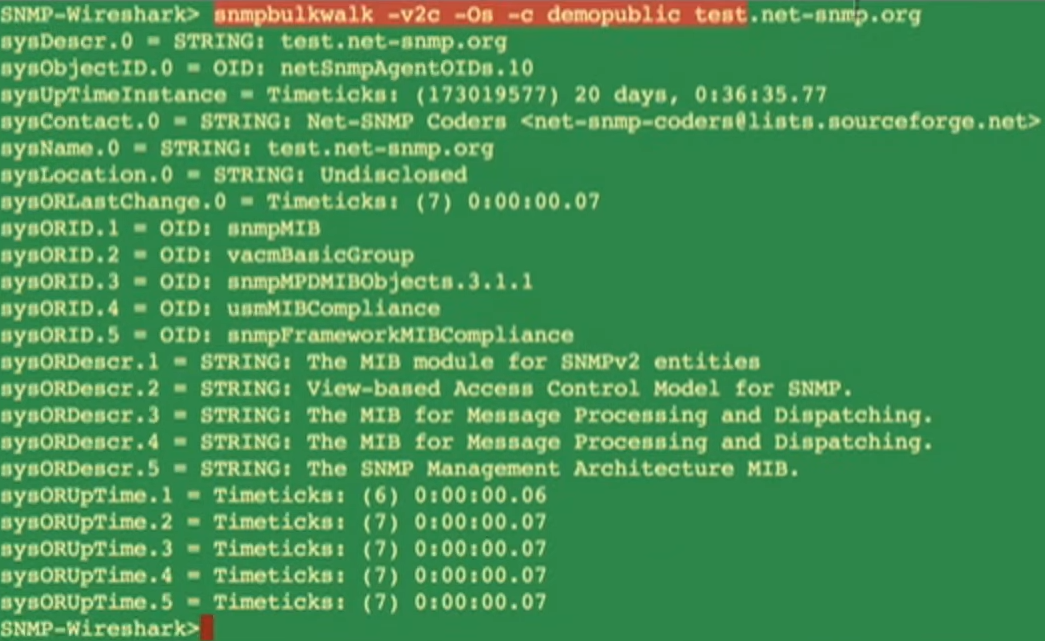 SNMP-Wireshark> snmpbulkwalk -v2c -Os -c demopublic test.net-snmp.org
sysDescr.0 = STRING: test.net-snmp.org
sysObjectID.0 = OID: netSnmpAgentOIDs.10
sysUpTimeInstance = Timeticks: (173019577) 20 days, 0:36:35.77
sysContact.0 = STRING: Net-SNMP Coders <net-snmp-coders@lists.sourceforge.net>
sysName.0 = STRING: test.net-snmp.org
sysLocation.0 = STRING: Undisclosed
sysORLastChange.0 = Timeticks: (7) 0:00:00.07
sysORID.1 = OID: snmpMIB
sysORID.2 = OID: vacmBasicGroup
sysORID.3 = OID: snmpMPDMIBObjects.3.1.1
sysORID.4 = OID: usmMIBCompliance
sysORID.5 = OID: snmpFrameworkMIBCompliance
sysORDescr.1 = STRING: The MIB module for SNMPv2 entities
sysORDescr.2 = STRING: View-based Access Control Model for SNMP.
sysORDescr.3 = STRING: The MIB for Message Processing and Dispatching.
sysORDescr.4 = STRING: The MIB for Message Processing and Dispatching.
sysORDescr.5 = STRING: The SNMP Management Architecture MIB.
sysORUpTime.1 = Timeticks: (6) 0:00:00.06
sysORUpTime.2 = Timeticks: (7) 0:00:00.07
sysORUpTime.3 = Timeticks: (7) 0:00:00.07
sysORUpTime.4 = Timeticks: (7) 0:00:00.07
sysORUpTime.5 = Timeticks: (7) 0:00:00.07
SNMP-Wireshark>